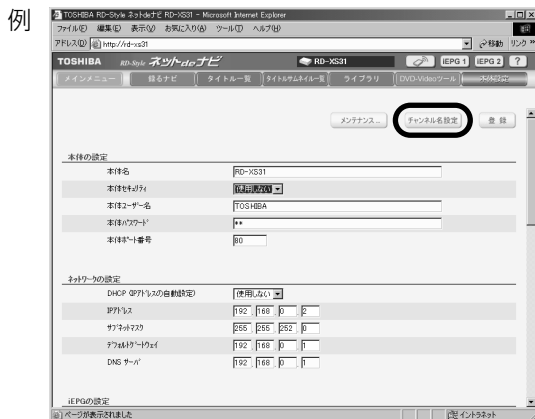 例
TOSHIBA RD-Style ネットdeナビ RD-XS31 - Microsoft Internet Explorer
ファイル(F) 編集(E) 表示(V) お気に入り(A) ツール(T) ヘルプ(H)
アドレス(D) http://rd-xs31 移動 リンク »
TOSHIBA RD-Style ネットdeナビ RD-XS31 iEPG 1 iEPG 2 ?
メインメニュー 録るナビ タイトル一覧 タイトルサムネイル一覧 ライブラリ DVD-Videoツール 本体設定
メンテナンス... チャンネル名設定 登 録
本体の設定
本体名 RD-XS31
本体セキュリティ 使用しない
本体ユーザー名 TOSHIBA
本体パスワード **
本体ポート番号 80
ネットワークの設定
DHCP (IPアドレスの自動設定) 使用しない
IPアドレス 192 . 168 . 0 . 2
サブネットマスク 255 . 255 . 252 . 0
デフォルトゲートウェイ 192 . 168 . 0 . 1
DNS サーバ 192 . 168 . 0 . 1
iEPGの設定
ページが表示されました イントラネット